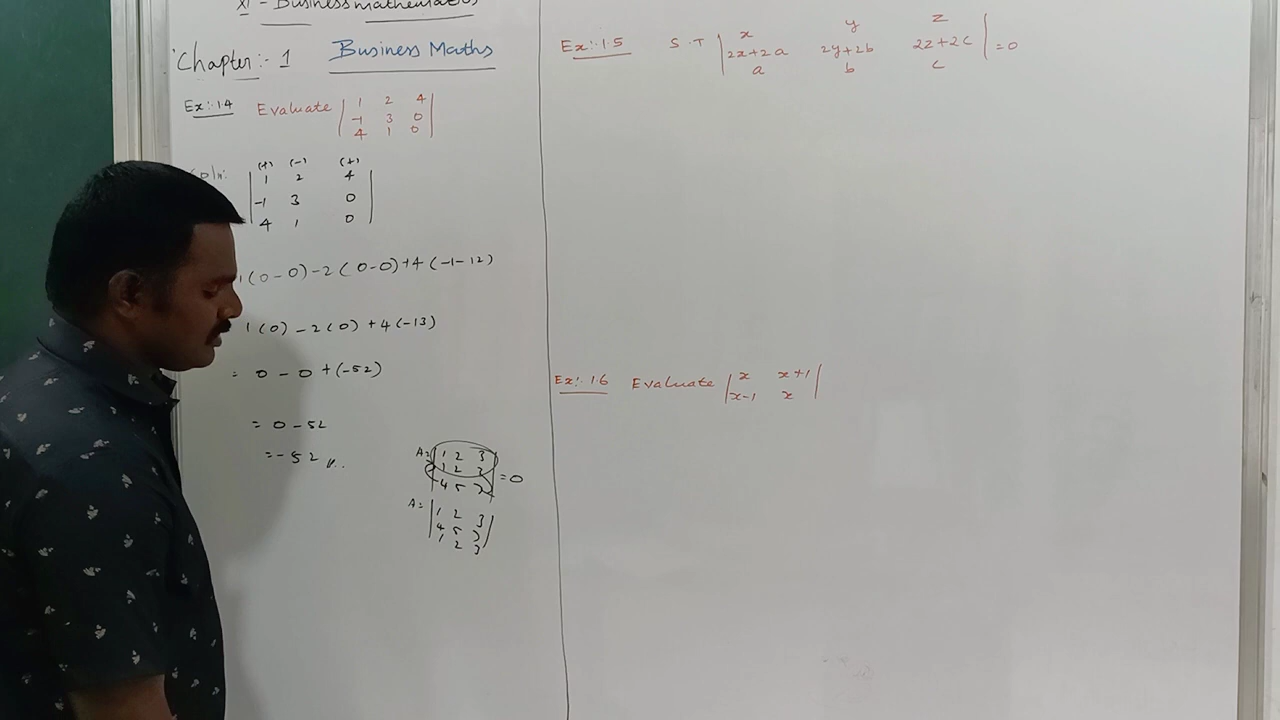 XI - Business mathematics
Chapter:- 1 Business Maths
Ex:-14 Evaluate | 1 2 4 |
| -1 3 0 |
| 4 1 0 |
Soln:
(+) (-) (+)
| 1 2 4 |
| -1 3 0 |
| 4 1 0 |
1(0-0)-2(0-0)+4(-1-12)
1(0)-2(0)+4(-13)
= 0-0+(-52)
= 0-52
=-52
A= | 1 2 3 |
| 1 2 3 |
| 4 5 3 | =0
A= | 1 2 3 |
| 4 5 3 |
| 1 2 3 |
Ex:-15 S.T | x y z |
| 2x+2a 2y+2b 2z+2c | =0
| a b c |
Ex:-16 Evaluate | x x+1 |
| x-1 x |